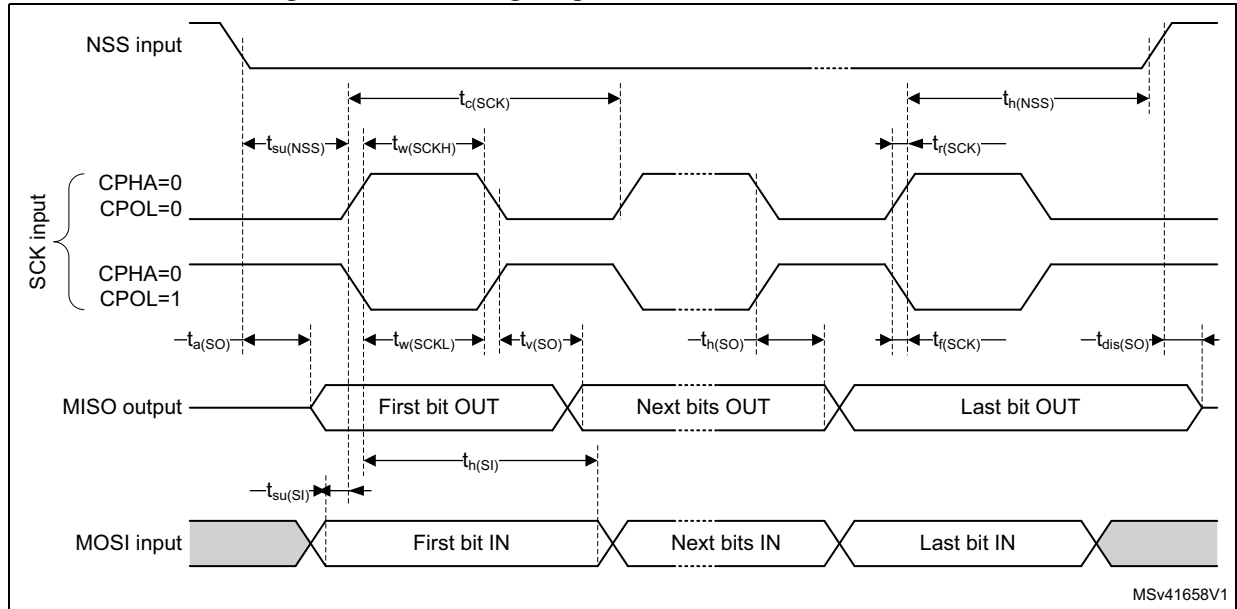 NSS input
tc(SCK)
th(NSS)
tsu(NSS)
tw(SCKH)
tr(SCK)
SCK input
CPHA=0
CPOL=0
CPHA=0
CPOL=1
ta(SO)
tw(SCKL)
tv(SO)
th(SO)
tf(SCK)
tdis(SO)
MISO output
First bit OUT
Next bits OUT
Last bit OUT
th(SI)
tsu(SI)
MOSI input
First bit IN
Next bits IN
Last bit IN
MSv41658V1